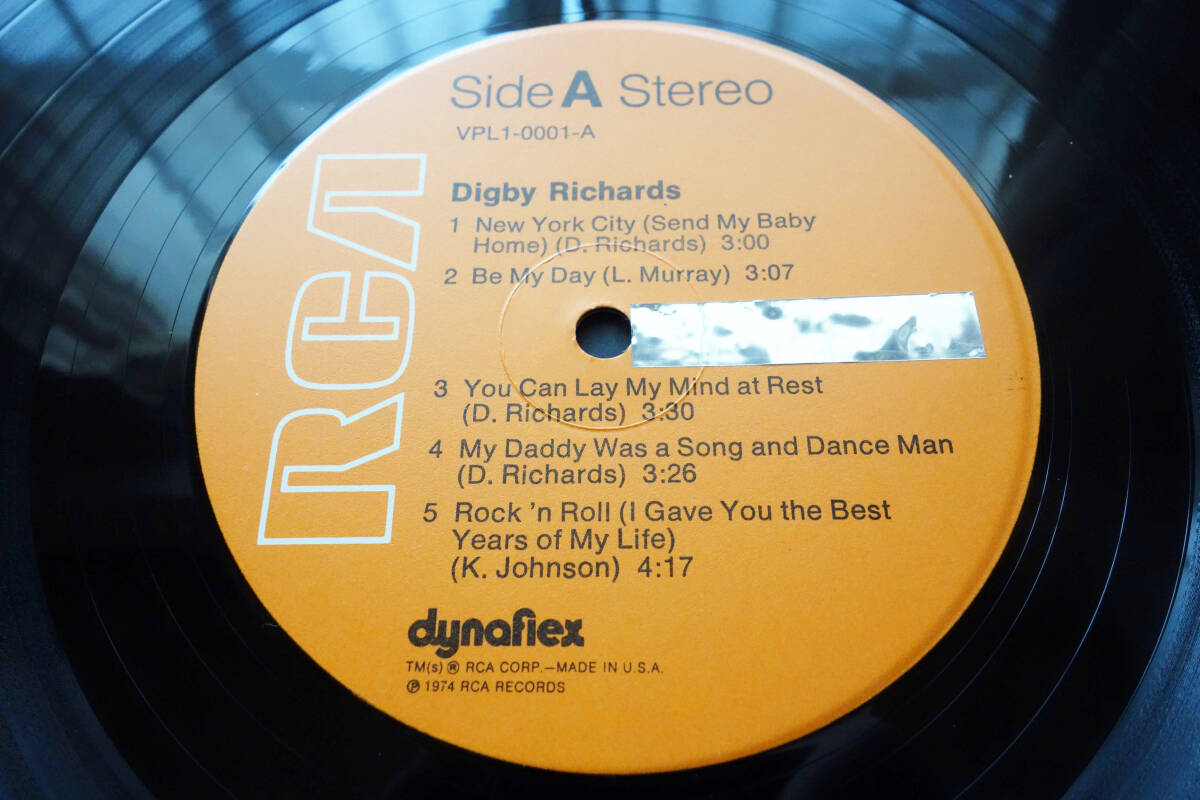 Side A Stereo
VPL1-0001-A
RCA
Digby Richards
1 New York City (Send My Baby
Home) (D. Richards) 3:00
2 Be My Day (L. Murray) 3:07
3 You Can Lay My Mind at Rest
(D. Richards) 3:30
4 My Daddy Was a Song and Dance Man
(D. Richards) 3:26
5 Rock 'n Roll (I Gave You the Best
Years of My Life)
(K. Johnson) 4:17
dynaflex
TM(s) ® RCA CORP.—MADE IN U.S.A.
℗ 1974 RCA RECORDS